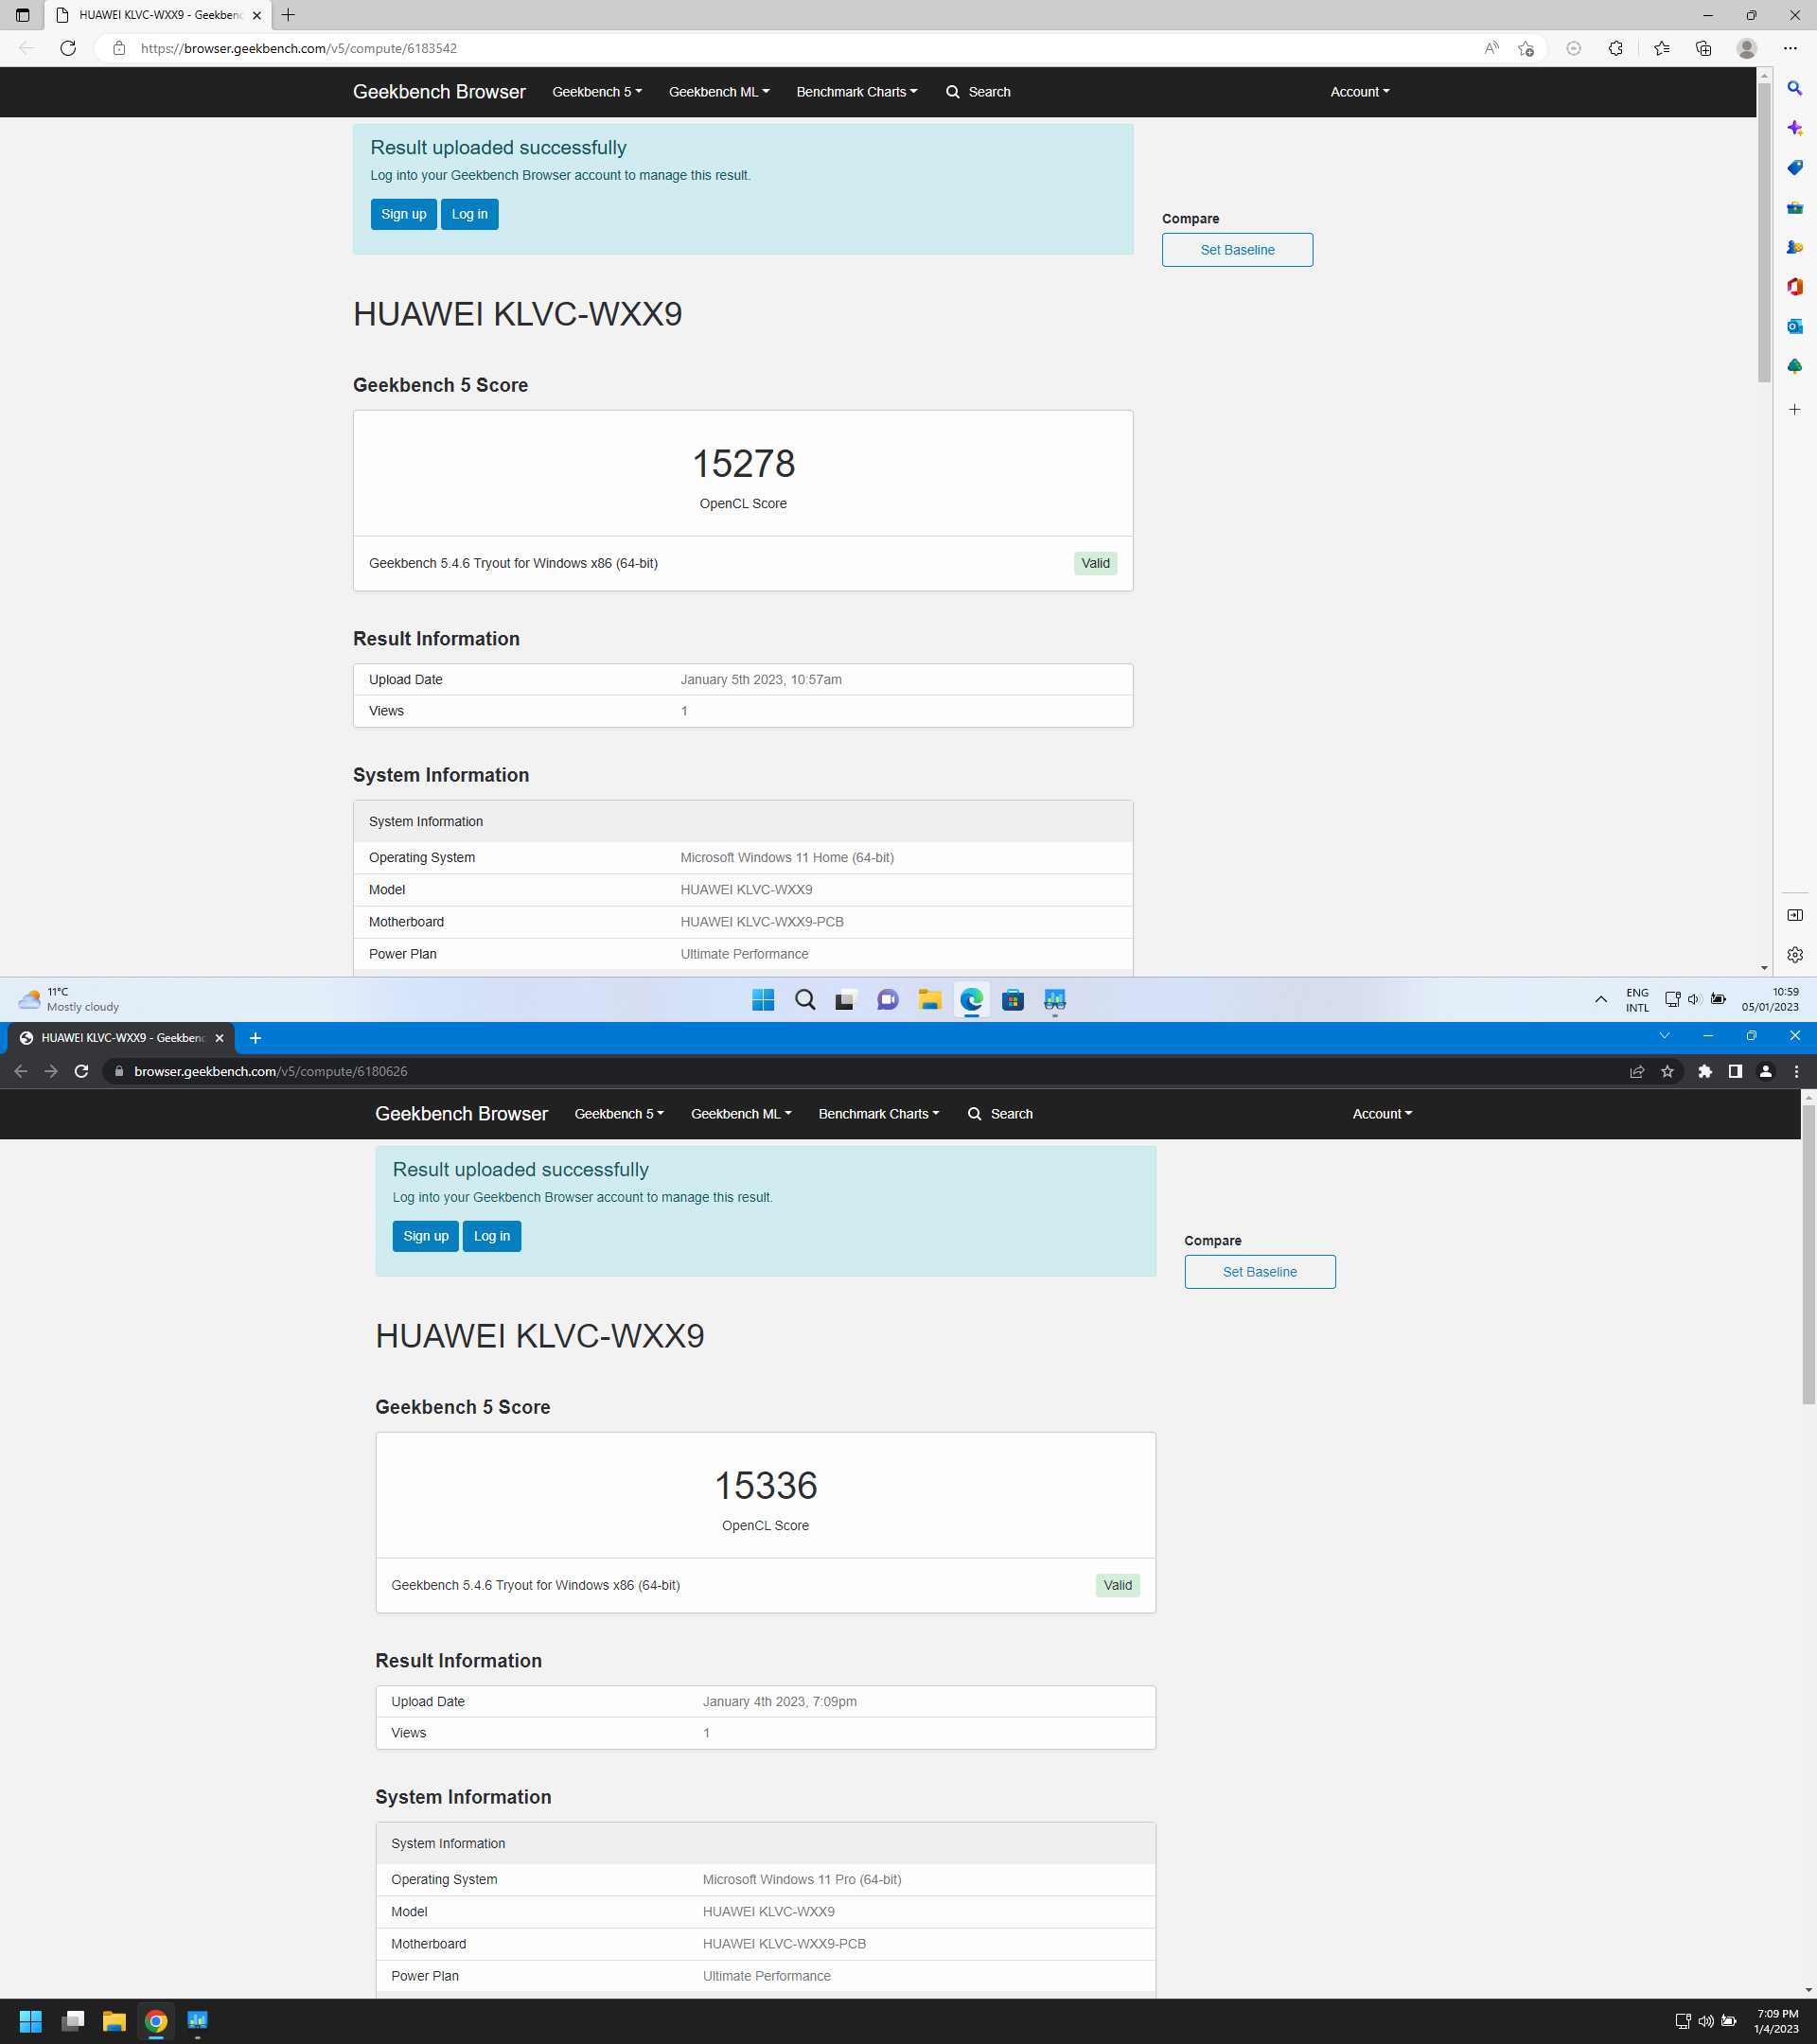 HUAWEI KLVC-WXX9 - Geekbenc
https://browser.geekbench.com/v5/compute/6183542
Geekbench Browser Geekbench 5 Geekbench ML Benchmark Charts Search Account
Result uploaded successfully
Log into your Geekbench Browser account to manage this result.
Sign up Log in
Compare
Set Baseline
HUAWEI KLVC-WXX9
Geekbench 5 Score
15278
OpenCL Score
Geekbench 5.4.6 Tryout for Windows x86 (64-bit) Valid
Result Information
Upload Date January 5th 2023, 10:57am
Views 1
System Information
System Information
Operating System Microsoft Windows 11 Home (64-bit)
Model HUAWEI KLVC-WXX9
Motherboard HUAWEI KLVC-WXX9-PCB
Power Plan Ultimate Performance
11°C
Mostly cloudy
ENG
INTL
10:59
05/01/2023
HUAWEI KLVC-WXX9 - Geekbenc
browser.geekbench.com/v5/compute/6180626
Geekbench Browser Geekbench 5 Geekbench ML Benchmark Charts Search Account
Result uploaded successfully
Log into your Geekbench Browser account to manage this result.
Sign up Log in
Compare
Set Baseline
HUAWEI KLVC-WXX9
Geekbench 5 Score
15336
OpenCL Score
Geekbench 5.4.6 Tryout for Windows x86 (64-bit) Valid
Result Information
Upload Date January 4th 2023, 7:09pm
Views 1
System Information
System Information
Operating System Microsoft Windows 11 Pro (64-bit)
Model HUAWEI KLVC-WXX9
Motherboard HUAWEI KLVC-WXX9-PCB
Power Plan Ultimate Performance
7:09 PM
1/4/2023